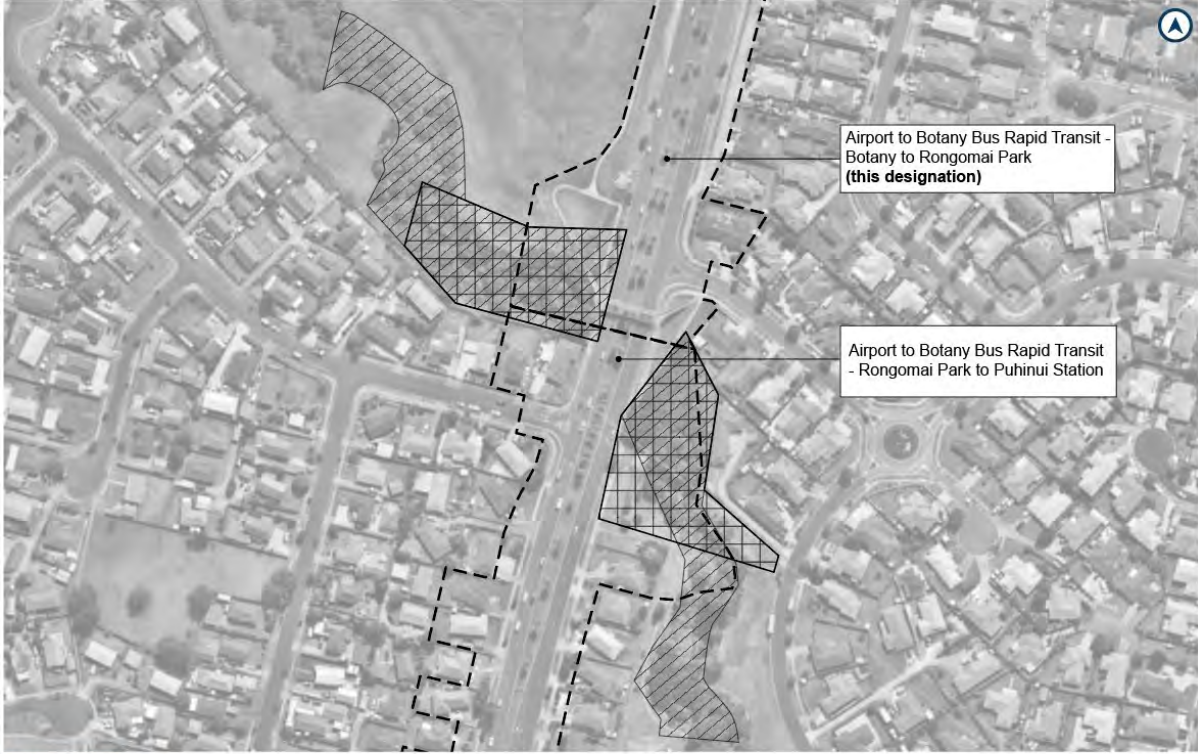 Airport to Botany Bus Rapid Transit -
Botany to Rongomai Park
(this designation)
Airport to Botany Bus Rapid Transit
- Rongomai Park to Puhinui Station